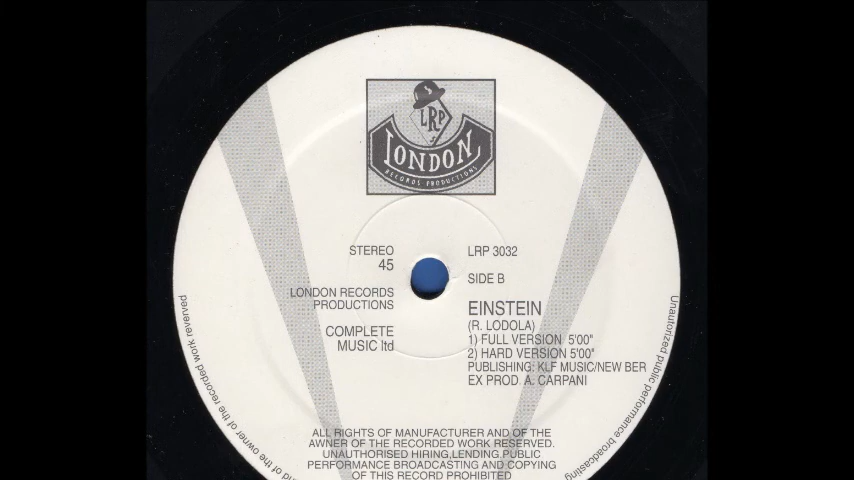 LRP
LONDON
RECORDS PRODUCTIONS
STEREO
45
LONDON RECORDS
PRODUCTIONS
COMPLETE
MUSIC ltd
LRP 3032
SIDE B
EINSTEIN
(R. LODOLA)
1) FULL VERSION 5'00"
2) HARD VERSION 5'00"
PUBLISHING: KLF MUSIC/NEW BER
EX PROD. A. CARPANI
ALL RIGHTS OF MANUFACTURER AND OF THE
AWNER OF THE RECORDED WORK RESERVED.
UNAUTHORISED HIRING,LENDING,PUBLIC
PERFORMANCE BROADCASTING AND COPYING
OF THIS RECORD PROHIBITED
nd of the owner of the recorded work reverved
Unautorized public performance broadcasting